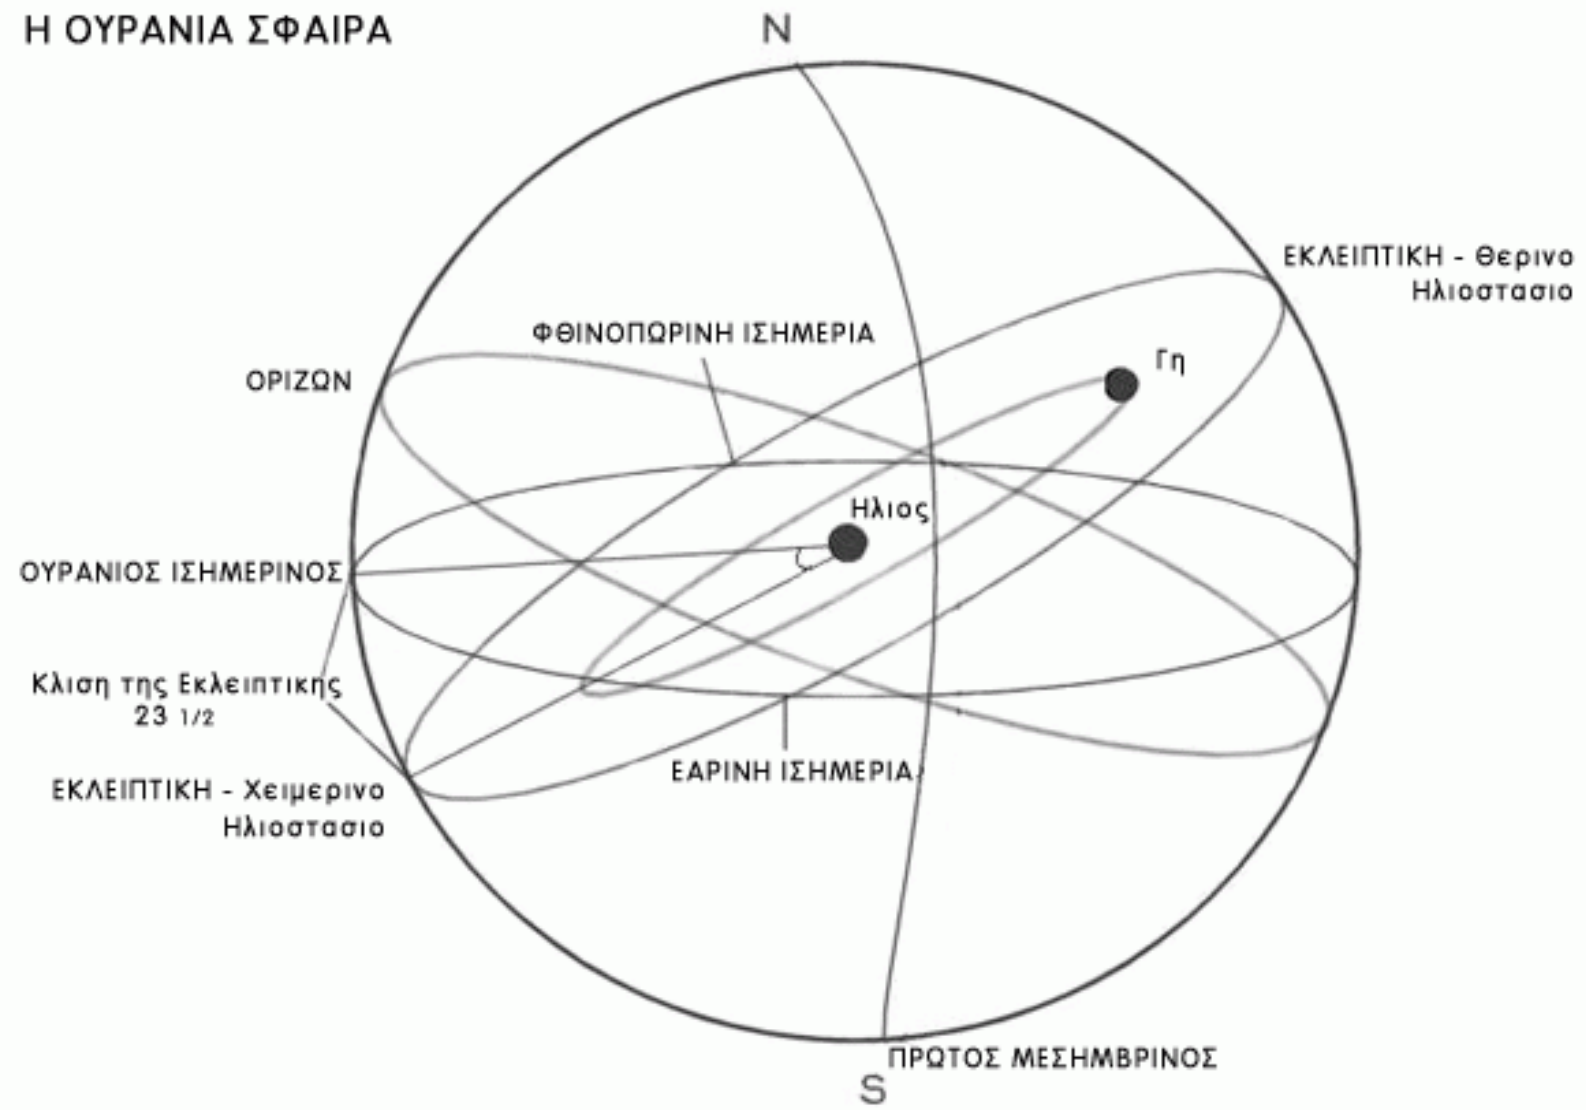 Η ΟΥΡΑΝΙΑ ΣΦΑΙΡΑ
N
ΕΚΛΕΙΠΤΙΚΗ - Θερινο
Ηλιοστασιο
ΦΘΙΝΟΠΩΡΙΝΗ ΙΣΗΜΕΡΙΑ
Γη
ΟΡΙΖΩΝ
Ηλιος
ΟΥΡΑΝΙΟΣ ΙΣΗΜΕΡΙΝΟΣ
Κλιση της Εκλειπτικης
23 1/2
ΕΑΡΙΝΗ ΙΣΗΜΕΡΙΑ
ΕΚΛΕΙΠΤΙΚΗ - Χειμερινο
Ηλιοστασιο
ΠΡΩΤΟΣ ΜΕΣΗΜΒΡΙΝΟΣ
S